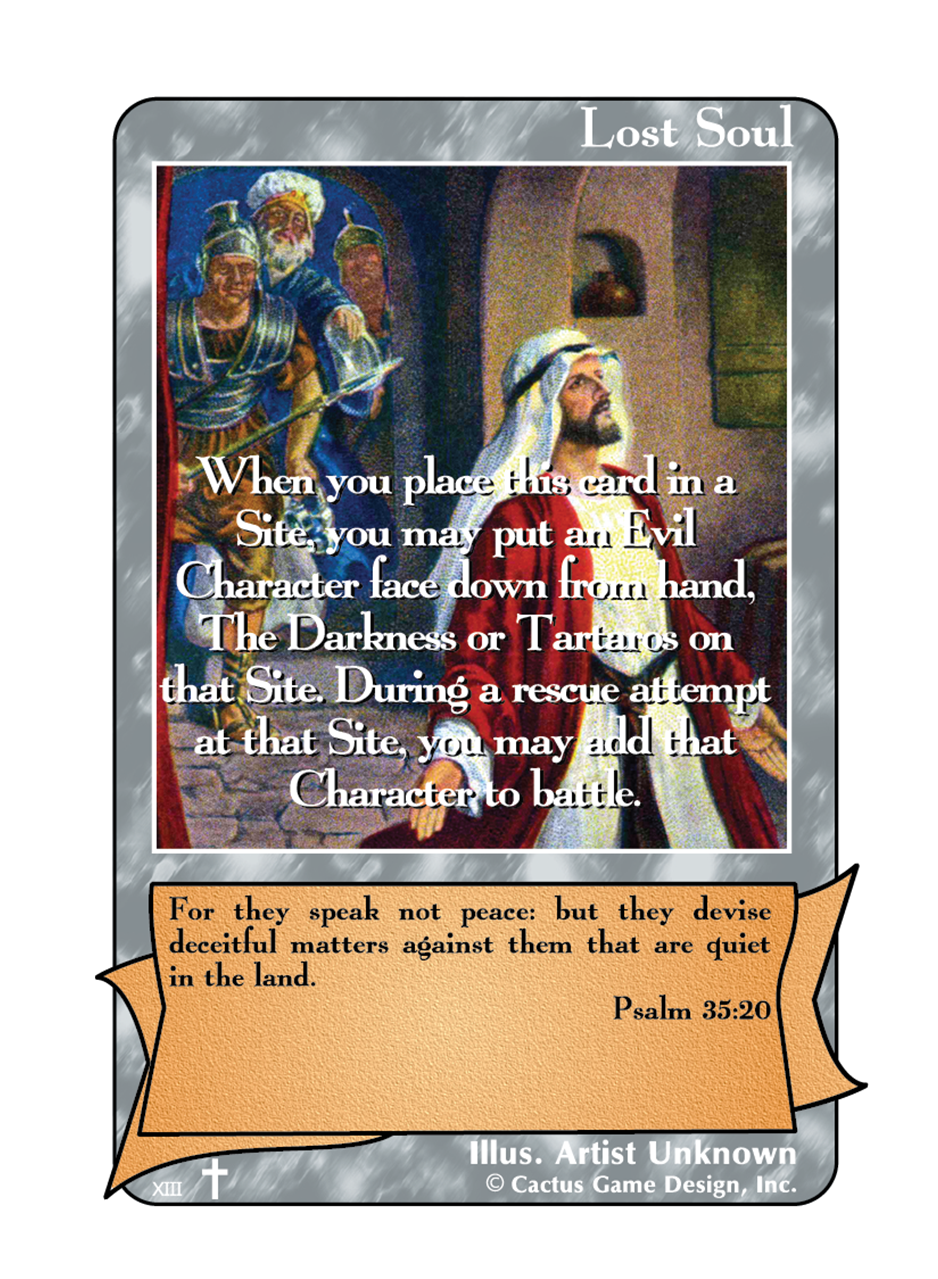 Lost Soul
When you place this card in a
Site, you may put an Evil
Character face down from hand,
The Darkness or Tartaros on
that Site. During a rescue attempt
at that Site, you may add that
Character to battle.
For they speak not peace: but they devise
deceitful matters against them that are quiet
in the land.
Psalm 35:20
Illus. Artist Unknown
XIII
© Cactus Game Design, Inc.